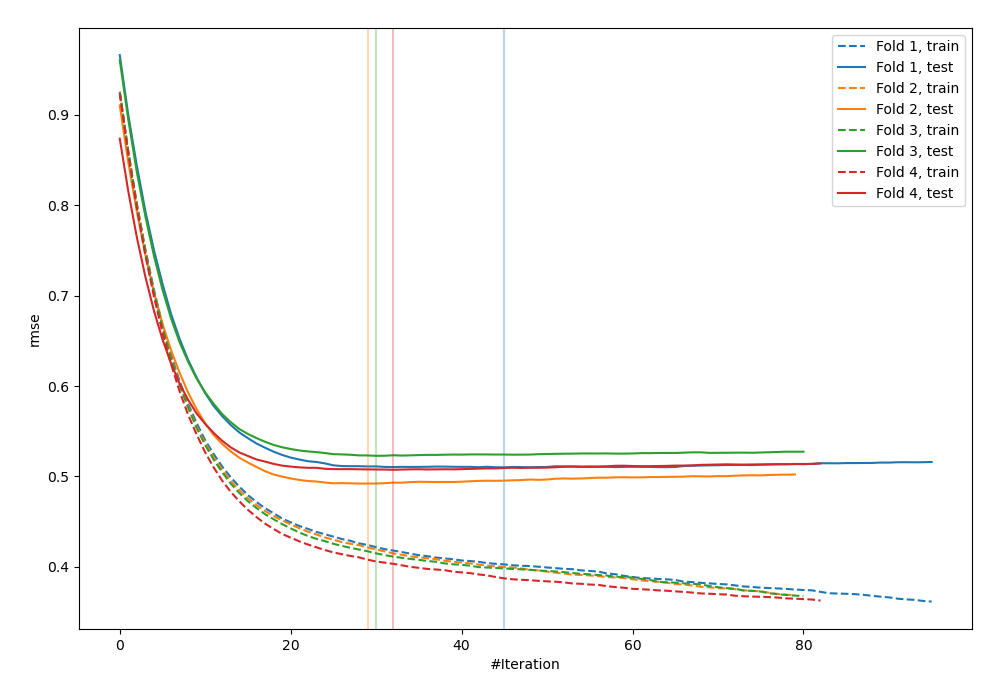 Fold 1, train
Fold 1, test
Fold 2, train
Fold 2, test
Fold 3, train
Fold 3, test
Fold 4, train
Fold 4, test
rmse
0.9
0.8
0.7
0.6
0.5
0.4
0
20
40
60
80
#Iteration